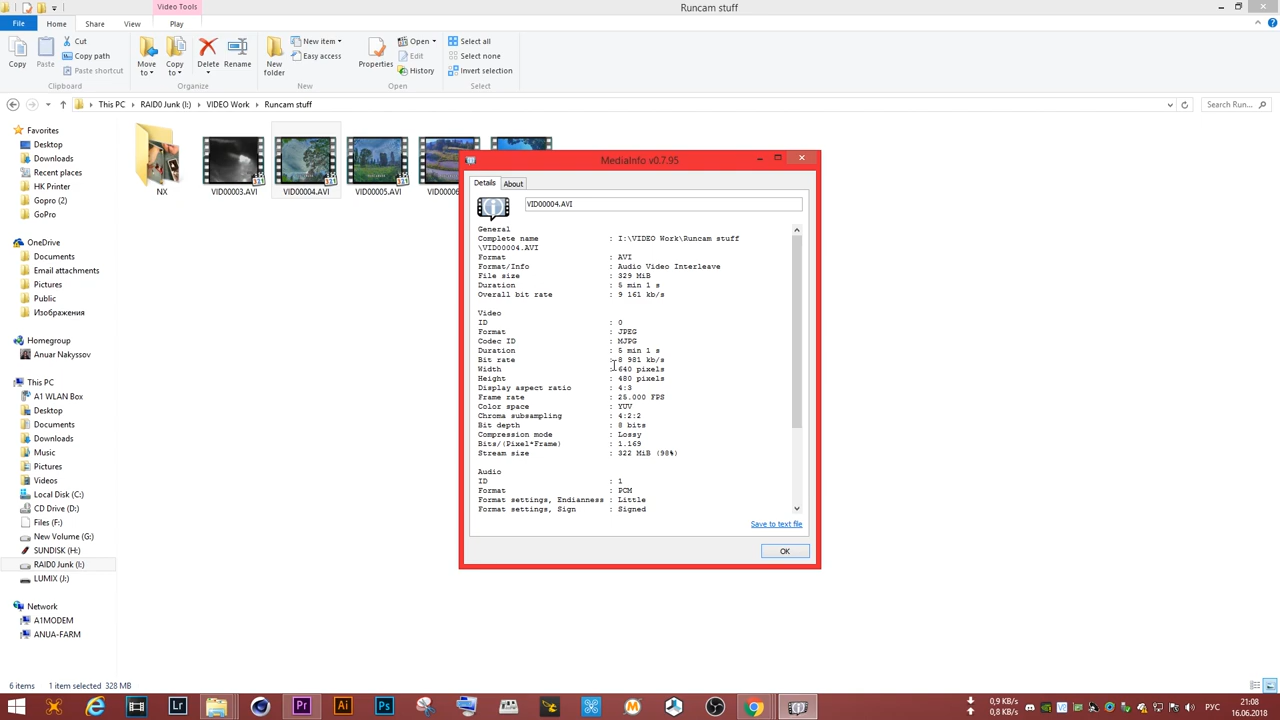 Video Tools
Runcam stuff
File
Home
Share
View
Play
Copy
Paste
Cut
Copy path
Paste shortcut
Clipboard
Move to
Copy to
Delete
Rename
Organize
New folder
New item
Easy access
New
Properties
Open
Edit
History
Open
Select all
Select none
Invert selection
Select
This PC
RAID0 Junk (I:)
VIDEO Work
Runcam stuff
Search Run...
Favorites
Desktop
Downloads
Recent places
HK Printer
Gopro (2)
GoPro
OneDrive
Documents
Email attachments
Pictures
Public
Изображения
Homegroup
Anuar Nakyssov
This PC
A1 WLAN Box
Desktop
Documents
Downloads
Music
Pictures
Videos
Local Disk (C:)
CD Drive (D:)
Files (F:)
New Volume (G:)
SUNDISK (H:)
RAID0 Junk (I:)
LUMIX (J:)
Network
A1MODEM
ANUA-FARM
NX
VID00003.AVI
VID00004.AVI
VID00005.AVI
VID00006
MediaInfo v0.7.95
Details
About
VID00004.AVI
General
Complete name : I:\VIDEO Work\Runcam stuff
\VID00004.AVI
Format : AVI
Format/Info : Audio Video Interleave
File size : 329 MiB
Duration : 5 min 1 s
Overall bit rate : 9 161 kb/s
Video
ID : 0
Format : JPEG
Codec ID : MJPG
Duration : 5 min 1 s
Bit rate : 8 981 kb/s
Width : 640 pixels
Height : 480 pixels
Display aspect ratio : 4:3
Frame rate : 25.000 FPS
Color space : YUV
Chroma subsampling : 4:2:2
Bit depth : 8 bits
Compression mode : Lossy
Bits/(Pixel*Frame) : 1.169
Stream size : 322 MiB (98%)
Audio
ID : 1
Format : PCM
Format settings, Endianness : Little
Format settings, Sign : Signed
Save to text file
OK
6 items
1 item selected 328 MB
Lr
Pr
Ai
Ps
0,9 KB/s
0,8 KB/s
РУС
21:08
16.06.2018